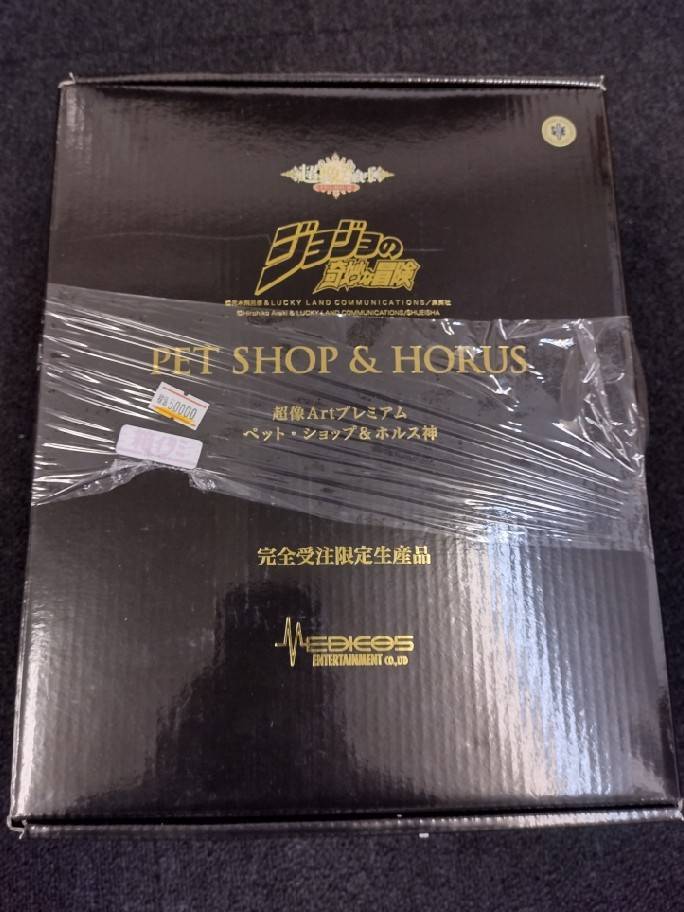 ジョジョの
奇妙な冒険
©荒木飛呂彦&LUCKY LAND COMMUNICATIONS/集英社
©Hirohiko Araki & LUCKY LAND COMMUNICATIONS/SHUEISHA
PET SHOP & HORUS
50000
超像Artプレミアム
ペット・ショップ&ホルス神
完全受注限定生産品
MEDICOS
ENTERTAINMENT CO.,LTD